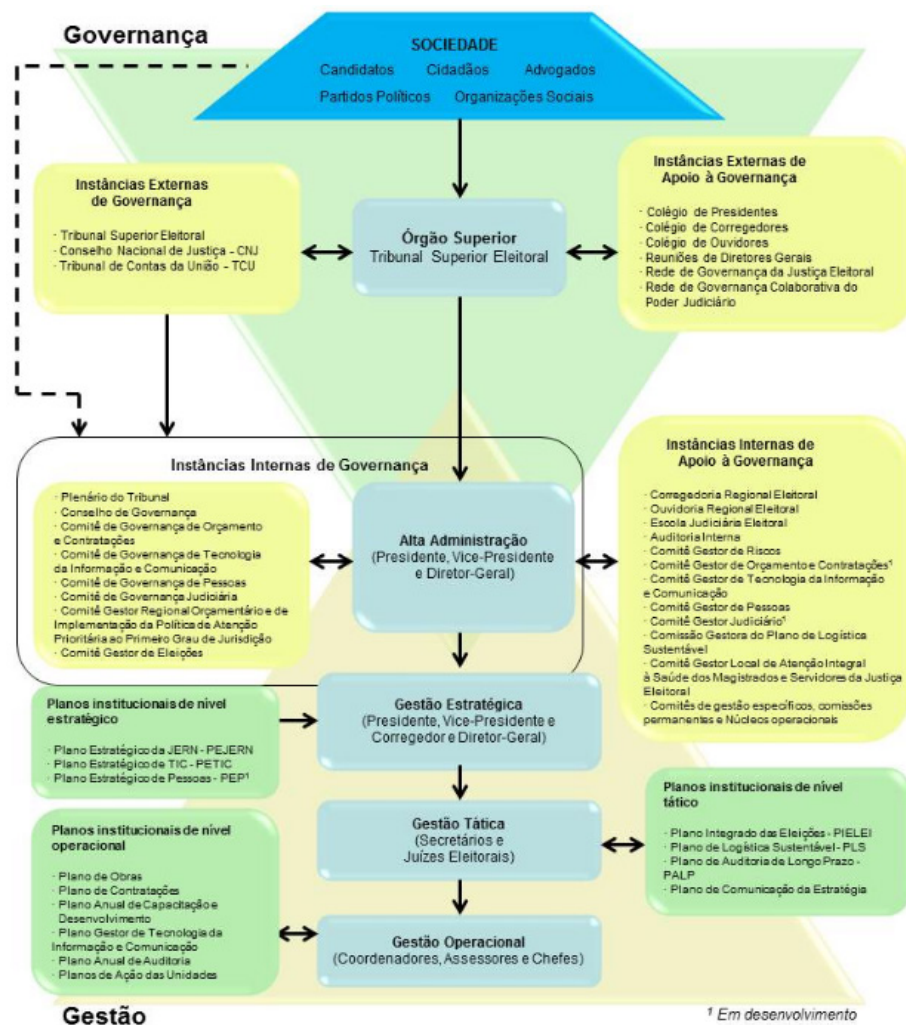 Governança
SOCIEDADE
Candidatos Cidadãos Advogados
Partidos Políticos Organizações Sociais
Instâncias Externas
de Governança
· Tribunal Superior Eleitoral
· Conselho Nacional de Justiça - CNJ
· Tribunal de Contas da União - TCU
Órgão Superior
Tribunal Superior Eleitoral
Instâncias Externas de
Apoio à Governança
· Colégio de Presidentes
· Colégio de Corregedores
· Colégio de Ouvidores
· Reuniões de Diretores Gerais
· Rede de Governança da Justiça Eleitoral
· Rede de Governança Colaborativa do
Poder Judiciário
Instâncias Internas de Governança
· Plenário do Tribunal
· Conselho de Governança
· Comitê de Governança de Orçamento
e Contratações
· Comitê de Governança de Tecnologia
da Informação e Comunicação
· Comitê de Governança de Pessoas
· Comitê de Governança Judiciária
· Comitê Gestor Regional Orçamentário e de
Implementação da Política de Atenção
Prioritária ao Primeiro Grau de Jurisdição
· Comitê Gestor de Eleições
Alta Administração
(Presidente, Vice-Presidente
e Diretor-Geral)
Instâncias Internas de
Apoio à Governança
· Corregedoria Regional Eleitoral
· Ouvidoria Regional Eleitoral
· Escola Judiciária Eleitoral
· Auditoria Interna
· Comitê Gestor de Riscos
· Comitê Gestor de Orçamento e Contratações¹
· Comitê Gestor de Tecnologia da Informação
e Comunicação
· Comitê Gestor de Pessoas
· Comitê Gestor Judiciário¹
· Comissão Gestora do Plano de Logística
Sustentável
· Comitê Gestor Local de Atenção Integral
à Saúde dos Magistrados e Servidores da Justiça
Eleitoral
· Comitês de gestão específicos, comissões
permanentes e Núcleos operacionais
Planos institucionais de nível
estratégico
· Plano Estratégico da JERN - PEJERN
· Plano Estratégico de TIC - PETIC
· Plano Estratégico de Pessoas - PEP¹
Gestão Estratégica
(Presidente, Vice-Presidente e
Corregedor e Diretor-Geral)
Gestão Tática
(Secretários e
Juízes Eleitorais)
Planos institucionais de nível
tático
· Plano Integrado das Eleições - PIELEI
· Plano de Logística Sustentável - PLS
· Plano de Auditoria de Longo Prazo -
PALP
· Plano de Comunicação da Estratégia
Planos institucionais de nível
operacional
· Plano de Obras
· Plano de Contratações
· Plano Anual de Capacitação e
Desenvolvimento
· Plano Gestor de Tecnologia da
Informação e Comunicação
· Plano Anual de Auditoria
· Planos de Ação das Unidades
Gestão Operacional
(Coordenadores, Assessores e Chefes)
Gestão
¹ Em desenvolvimento